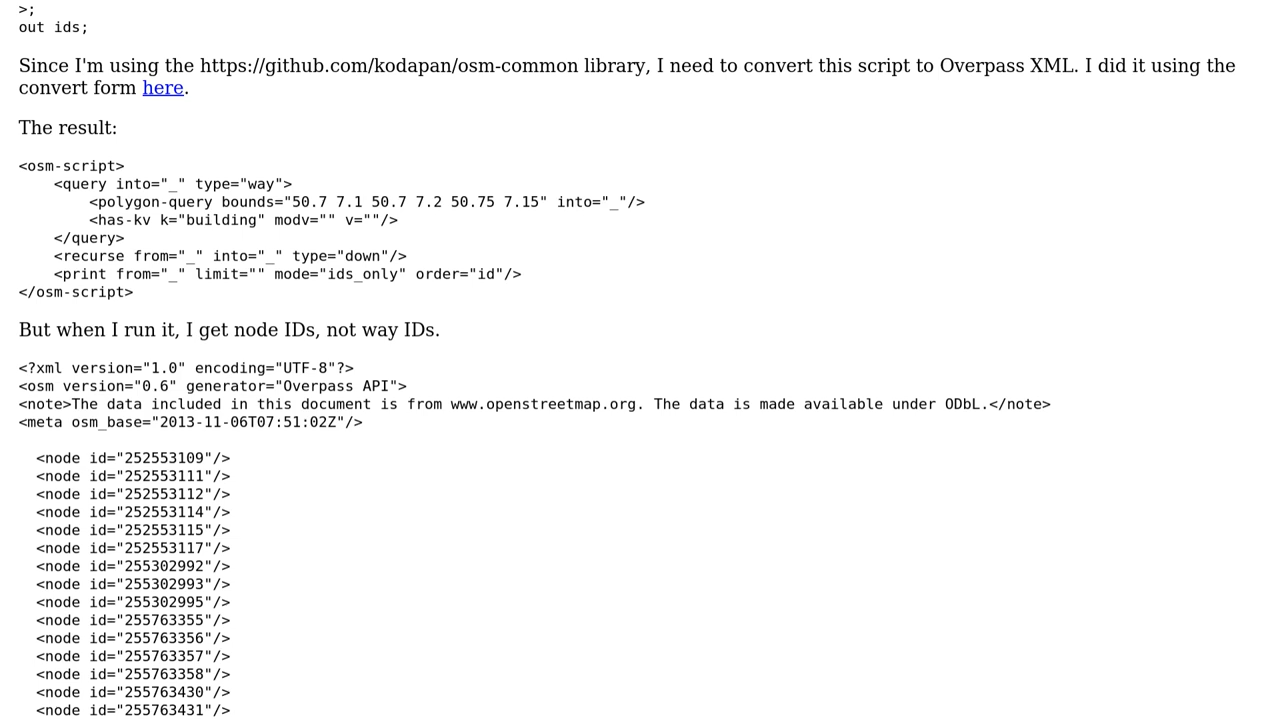 >;
out ids;
Since I'm using the https://github.com/kodapan/osm-common library, I need to convert this script to Overpass XML. I did it using the
convert form here.
The result:
<osm-script>
    <query into="_" type="way">
        <polygon-query bounds="50.7 7.1 50.7 7.2 50.75 7.15" into="_"/>
        <has-kv k="building" modv="" v=""/>
    </query>
    <recurse from="_" into="_" type="down"/>
    <print from="_" limit="" mode="ids_only" order="id"/>
</osm-script>
But when I run it, I get node IDs, not way IDs.
<?xml version="1.0" encoding="UTF-8"?>
<osm version="0.6" generator="Overpass API">
<note>The data included in this document is from www.openstreetmap.org. The data is made available under ODbL.</note>
<meta osm_base="2013-11-06T07:51:02Z"/>
  <node id="252553109"/>
  <node id="252553111"/>
  <node id="252553112"/>
  <node id="252553114"/>
  <node id="252553115"/>
  <node id="252553117"/>
  <node id="255302992"/>
  <node id="255302993"/>
  <node id="255302995"/>
  <node id="255763355"/>
  <node id="255763356"/>
  <node id="255763357"/>
  <node id="255763358"/>
  <node id="255763430"/>
  <node id="255763431"/>